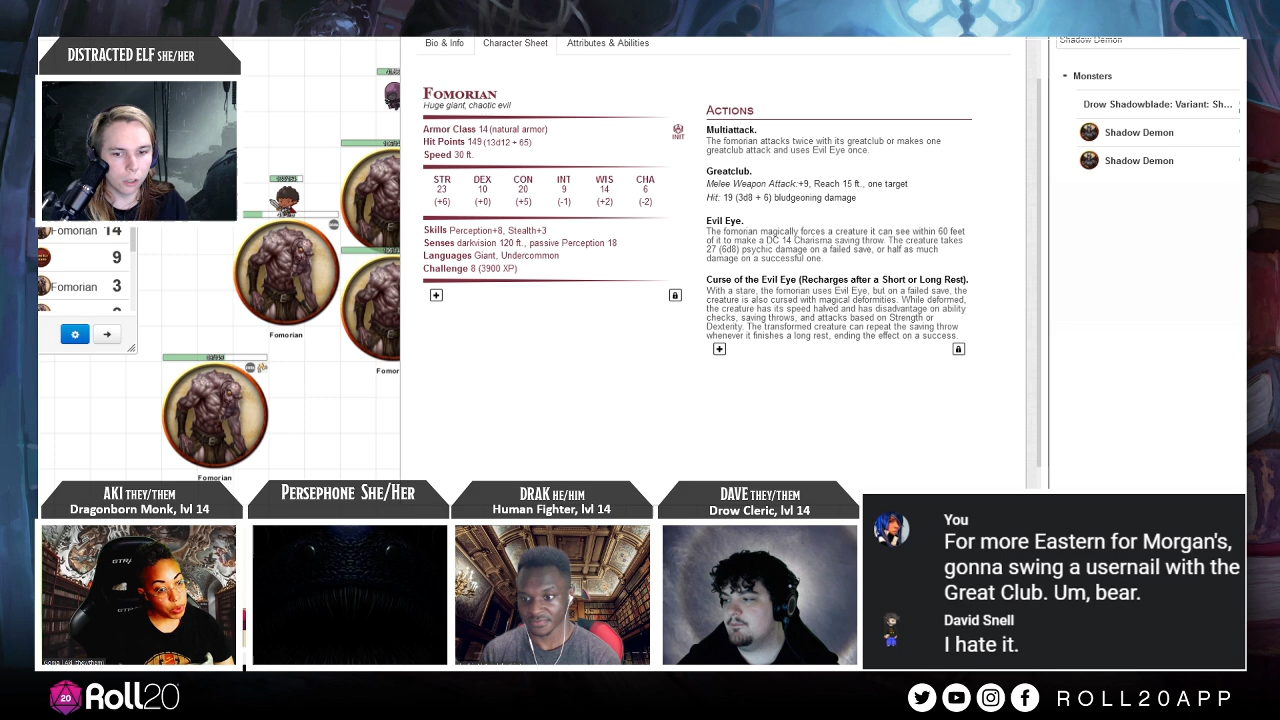 DISTRACTED ELF SHE/HER
Fomorian 14
9
Fomorian 3
Fomorian
Fomorian
Bio & Info
Character Sheet
Attributes & Abilities
FOMORIAN
Huge giant, chaotic evil
Armor Class 14 (natural armor)
Hit Points 149 (13d12 + 65)
Speed 30 ft.
INIT
STR DEX CON INT WIS CHA
23 10 20 9 14 6
(+6) (+0) (+5) (-1) (+2) (-2)
Skills Perception+8, Stealth+3
Senses darkvision 120 ft., passive Perception 18
Languages Giant, Undercommon
Challenge 8 (3900 XP)
ACTIONS
Multiattack.
The fomorian attacks twice with its greatclub or makes one
greatclub attack and uses Evil Eye once.
Greatclub.
Melee Weapon Attack:+9, Reach 15 ft., one target
Hit: 19 (3d8 + 6) bludgeoning damage
Evil Eye.
The fomorian magically forces a creature it can see within 60 feet
of it to make a DC 14 Charisma saving throw. The creature takes
27 (6d8) psychic damage on a failed save, or half as much
damage on a successful one.
Curse of the Evil Eye (Recharges after a Short or Long Rest).
With a stare, the fomorian uses Evil Eye, but on a failed save, the
creature is also cursed with magical deformities. While deformed,
the creature has its speed halved and has disadvantage on ability
checks, saving throws, and attacks based on Strength or
Dexterity. The transformed creature can repeat the saving throw
whenever it finishes a long rest, ending the effect on a success.
Shadow Demon
Monsters
Drow Shadowblade: Variant: Sh...
Shadow Demon
Shadow Demon
AKI THEY/THEM
Dragonborn Monk, lvl 14
PERSEPHONE SHE/HER
DRAK HE/HIM
Human Fighter, lvl 14
DAVE THEY/THEM
Drow Cleric, lvl 14
You
For more Eastern for Morgan's,
gonna swing a usernail with the
Great Club. Um, bear.
David Snell
I hate it.
20
Roll20
ROLL20APP